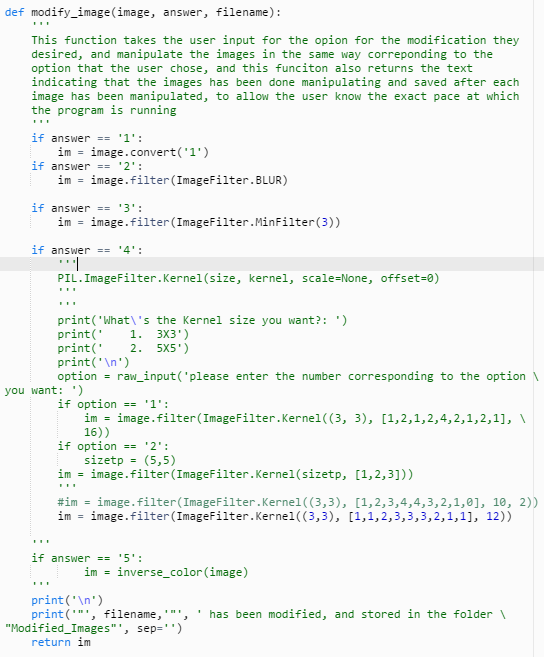 def modify_image(image, answer, filename):
    '''
    This function takes the user input for the opion for the modification they
    desired, and manipulate the images in the same way correponding to the
    option that the user chose, and this funciton also returns the text
    indicating that the images has been done manipulating and saved after each
    image has been manipulated, to allow the user know the exact pace at which
    the program is running
    '''
    if answer == '1':
        im = image.convert('1')
    if answer == '2':
        im = image.filter(ImageFilter.BLUR)

    if answer == '3':
        im = image.filter(ImageFilter.MinFilter(3))

    if answer == '4':
        '''
        PIL.ImageFilter.Kernel(size, kernel, scale=None, offset=0)
        '''
        '''
        print('What\'s the Kernel size you want?: ')
        print('    1.  3X3')
        print('    2.  5X5')
        print('\n')
        option = raw_input('please enter the number corresponding to the option \
you want: ')
        if option == '1':
            im = image.filter(ImageFilter.Kernel((3, 3), [1,2,1,2,4,2,1,2,1], \
            16))
        if option == '2':
            sizetp = (5,5)
        im = image.filter(ImageFilter.Kernel(sizetp, [1,2,3]))
        '''
        #im = image.filter(ImageFilter.Kernel((3,3), [1,2,3,4,4,3,2,1,0], 10, 2))
        im = image.filter(ImageFilter.Kernel((3,3), [1,1,2,3,3,3,2,1,1], 12))

    '''
    if answer == '5':
            im = inverse_color(image)
    '''
    print('\n')
    print('"', filename,'"', ' has been modified, and stored in the folder \
"Modified_Images"', sep='')
    return im